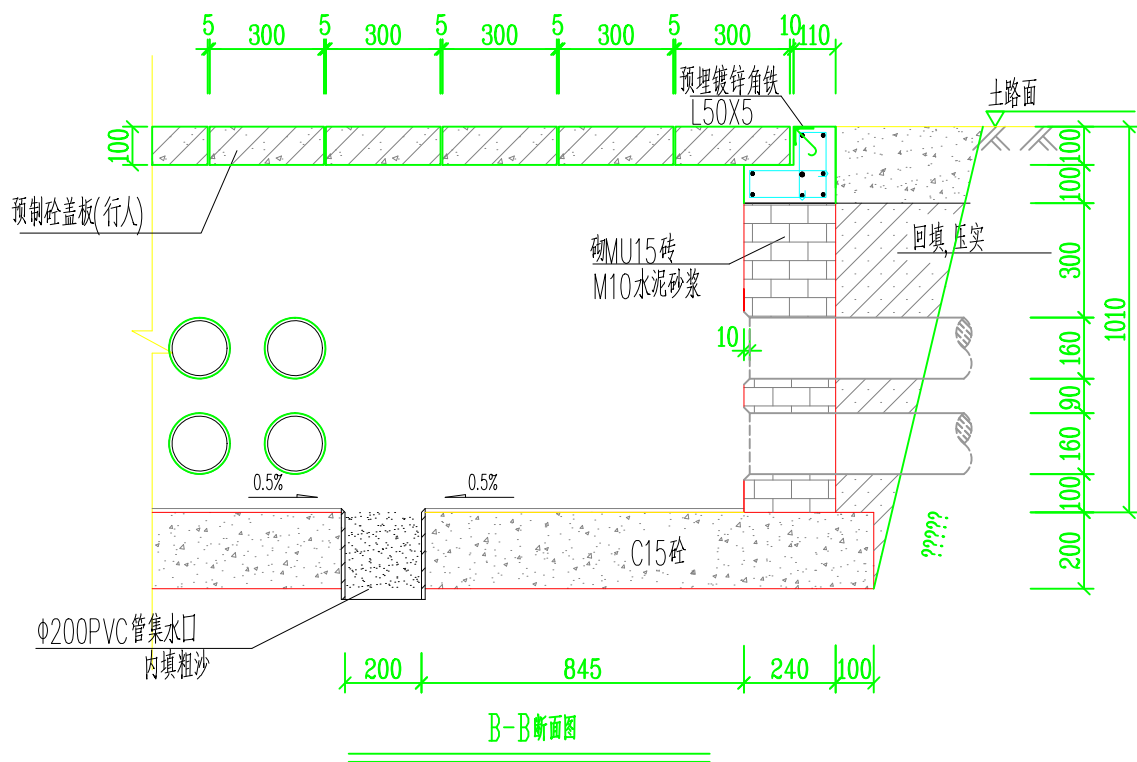 5 300 5 300 5 300 5 300 5 300 10 110
预埋镀锌角铁
L50X5
土路面
100
100
100
预制砼盖板(行人)
砌MU15砖
M10水泥砂浆
回填,压实
300
1010
10
160
90
160
100
200
0.5%
0.5%
C15砼
?????
Φ200PVC管集水口
内填粗沙
200 845 240 100
B-B断面图